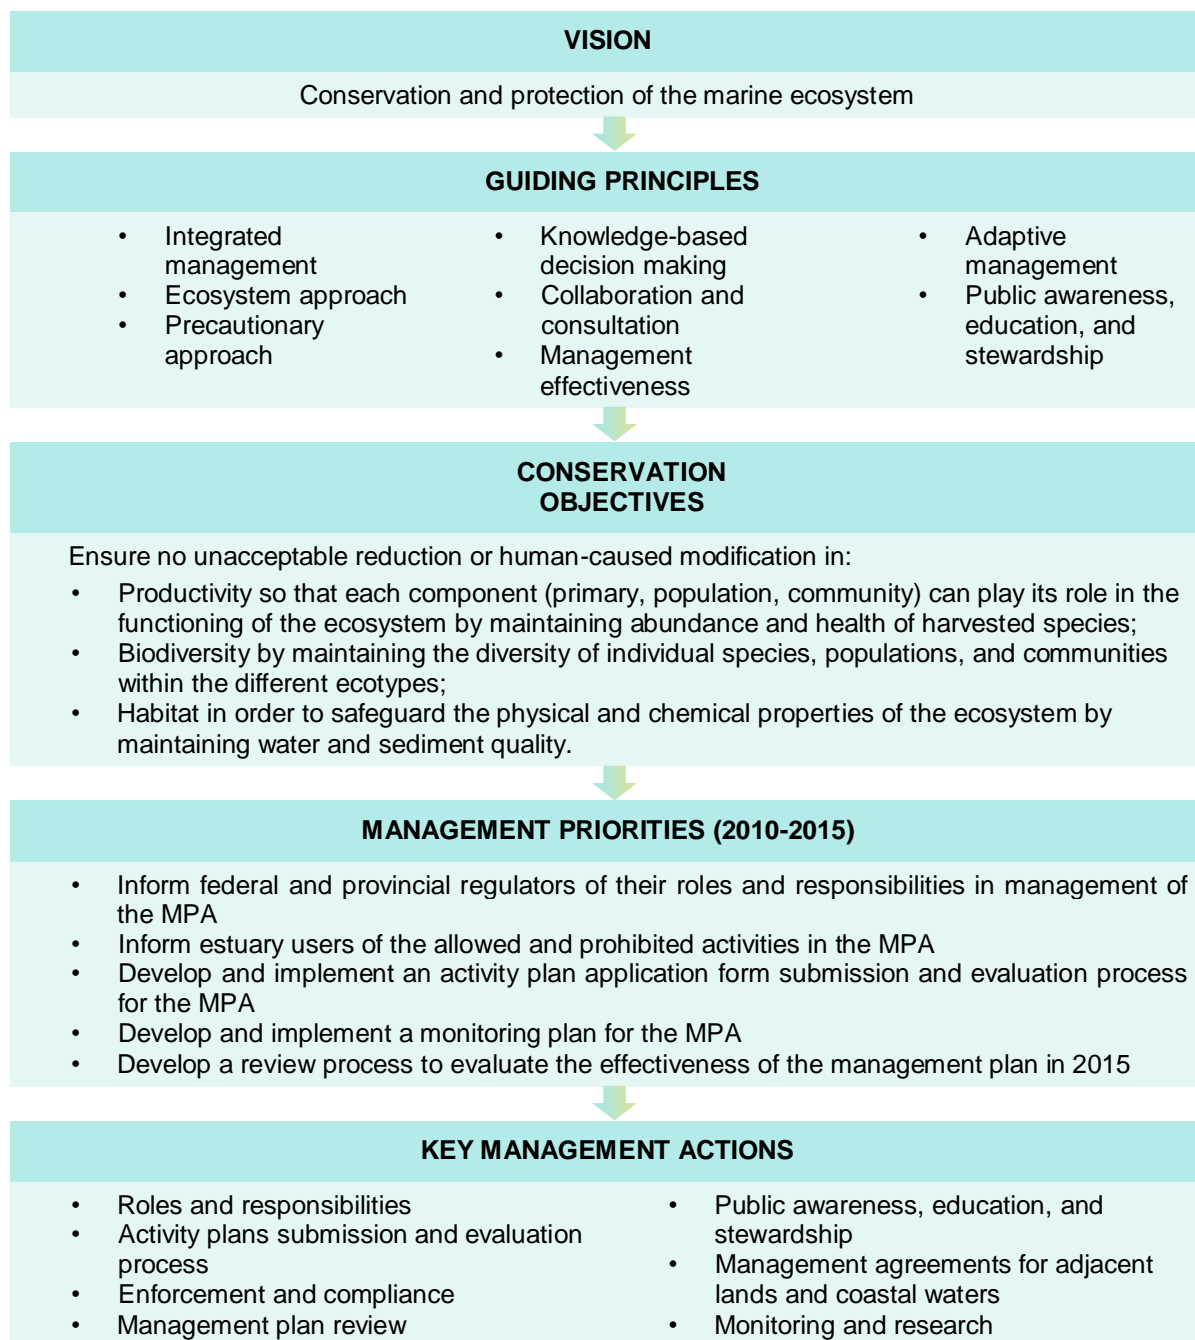 VISION
Conservation and protection of the marine ecosystem
GUIDING PRINCIPLES
• Integrated
management
• Ecosystem approach
• Precautionary
approach
• Knowledge-based
decision making
• Collaboration and
consultation
• Management
effectiveness
• Adaptive
management
• Public awareness,
education, and
stewardship
CONSERVATION
OBJECTIVES
Ensure no unacceptable reduction or human-caused modification in:
• Productivity so that each component (primary, population, community) can play its role in the
functioning of the ecosystem by maintaining abundance and health of harvested species;
• Biodiversity by maintaining the diversity of individual species, populations, and communities
within the different ecotypes;
• Habitat in order to safeguard the physical and chemical properties of the ecosystem by
maintaining water and sediment quality.
MANAGEMENT PRIORITIES (2010-2015)
• Inform federal and provincial regulators of their roles and responsibilities in management of
the MPA
• Inform estuary users of the allowed and prohibited activities in the MPA
• Develop and implement an activity plan application form submission and evaluation process
for the MPA
• Develop and implement a monitoring plan for the MPA
• Develop a review process to evaluate the effectiveness of the management plan in 2015
KEY MANAGEMENT ACTIONS
• Roles and responsibilities
• Activity plans submission and evaluation
process
• Enforcement and compliance
• Management plan review
• Public awareness, education, and
stewardship
• Management agreements for adjacent
lands and coastal waters
• Monitoring and research